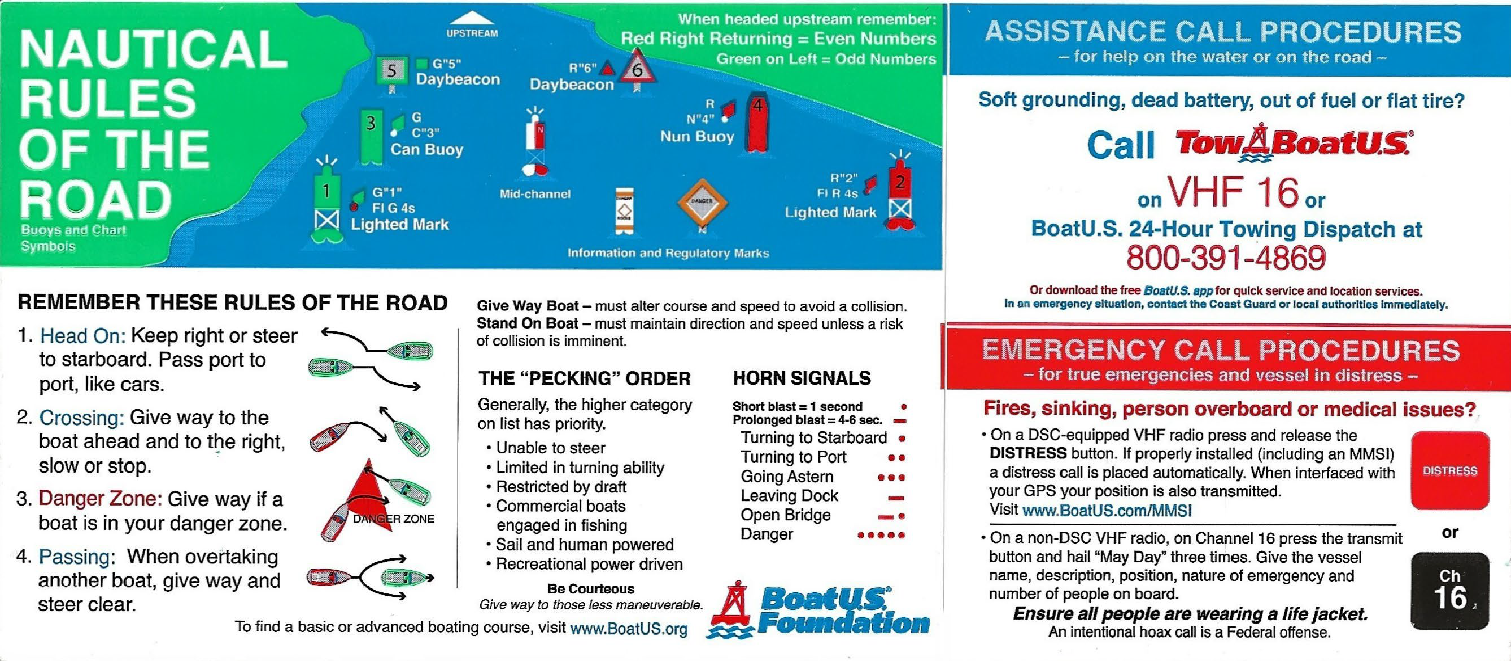 NAUTICAL
RULES
OF THE
ROAD
Buoys and Chart
Symbols
UPSTREAM
When headed upstream remember:
Red Right Returning = Even Numbers
Green on Left = Odd Numbers
5
G"5"
Daybeacon
R"6"
Daybeacon
6
3
G
C"3"
Can Buoy
N
Mid-channel
R
N"4"
Nun Buoy
4
1
G"1"
Fl G 4s
Lighted Mark
DANGER
ROCKS
DANGER
N
Information and Regulatory Marks
R"2"
Fl R 4s
Lighted Mark
2
REMEMBER THESE RULES OF THE ROAD
1. Head On: Keep right or steer
to starboard. Pass port to
port, like cars.
2. Crossing: Give way to the
boat ahead and to the right,
slow or stop.
3. Danger Zone: Give way if a
boat is in your danger zone.
DANGER ZONE
4. Passing: When overtaking
another boat, give way and
steer clear.
Give Way Boat – must alter course and speed to avoid a collision.
Stand On Boat – must maintain direction and speed unless a risk
of collision is imminent.
THE "PECKING" ORDER
Generally, the higher category
on list has priority.
• Unable to steer
• Limited in turning ability
• Restricted by draft
• Commercial boats
engaged in fishing
• Sail and human powered
• Recreational power driven
Be Courteous
Give way to those less maneuverable.
HORN SIGNALS
Short blast = 1 second •
Prolonged blast = 4-6 sec. —
Turning to Starboard •
Turning to Port ••
Going Astern •••
Leaving Dock —
Open Bridge — •
Danger •••••
BoatU.S.®
Foundation
To find a basic or advanced boating course, visit www.BoatUS.org
ASSISTANCE CALL PROCEDURES
– for help on the water or on the road –
Soft grounding, dead battery, out of fuel or flat tire?
Call TowBoatU.S.®
on VHF 16 or
BoatU.S. 24-Hour Towing Dispatch at
800-391-4869
Or download the free BoatU.S. app for quick service and location services.
In an emergency situation, contact the Coast Guard or local authorities immediately.
EMERGENCY CALL PROCEDURES
– for true emergencies and vessel in distress –
Fires, sinking, person overboard or medical issues?
• On a DSC-equipped VHF radio press and release the
DISTRESS button. If properly installed (including an MMSI)
a distress call is placed automatically. When interfaced with
your GPS your position is also transmitted.
Visit www.BoatUS.com/MMSI
DISTRESS
or
• On a non-DSC VHF radio, on Channel 16 press the transmit
button and hail "May Day" three times. Give the vessel
name, description, position, nature of emergency and
number of people on board.
Ch
16
Ensure all people are wearing a life jacket.
An intentional hoax call is a Federal offense.